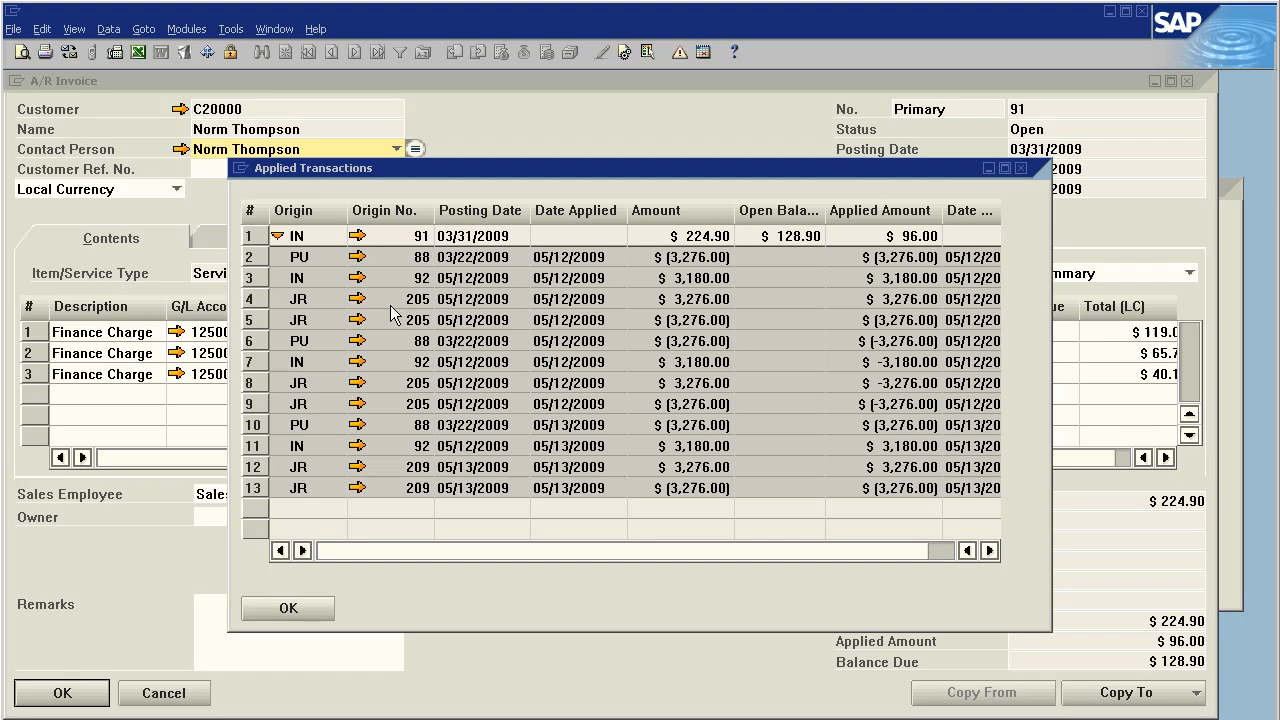 File Edit View Data Goto Modules Tools Window Help
SAP
A/R Invoice
Customer C20000 No. Primary 91
Name Norm Thompson Status Open
Contact Person Norm Thompson Posting Date 03/31/2009
Customer Ref. No. 2009
Local Currency 2009
Applied Transactions
# Origin Origin No. Posting Date Date Applied Amount Open Bala... Applied Amount Date ...
1 IN 91 03/31/2009 $ 224.90 $ 128.90 $ 96.00
2 PU 88 03/22/2009 05/12/2009 $ (3,276.00) $ (3,276.00) 05/12/20
3 IN 92 05/12/2009 05/12/2009 $ 3,180.00 $ 3,180.00 05/12/20
4 JR 205 05/12/2009 05/12/2009 $ 3,276.00 $ 3,276.00 05/12/20
5 JR 205 05/12/2009 05/12/2009 $ (3,276.00) $ (3,276.00) 05/12/20
6 PU 88 03/22/2009 05/12/2009 $ (3,276.00) $ (-3,276.00) 05/12/20
7 IN 92 05/12/2009 05/12/2009 $ 3,180.00 $ -3,180.00 05/12/20
8 JR 205 05/12/2009 05/12/2009 $ 3,276.00 $ -3,276.00 05/12/20
9 JR 205 05/12/2009 05/12/2009 $ (3,276.00) $ (-3,276.00) 05/12/20
10 PU 88 03/22/2009 05/13/2009 $ (3,276.00) $ (3,276.00) 05/13/20
11 IN 92 05/12/2009 05/13/2009 $ 3,180.00 $ 3,180.00 05/13/20
12 JR 209 05/13/2009 05/13/2009 $ 3,276.00 $ 3,276.00 05/13/20
13 JR 209 05/13/2009 05/13/2009 $ (3,276.00) $ (3,276.00) 05/13/20
OK
Contents
Item/Service Type Servi mmary
# Description G/L Acco ue Total (LC)
1 Finance Charge 12500 $ 119.0
2 Finance Charge 12500 $ 65.7
3 Finance Charge 12500 $ 40.1
Sales Employee Sales $ 224.90
Owner
Remarks
$ 224.90
Applied Amount $ 96.00
Balance Due $ 128.90
OK Cancel Copy From Copy To